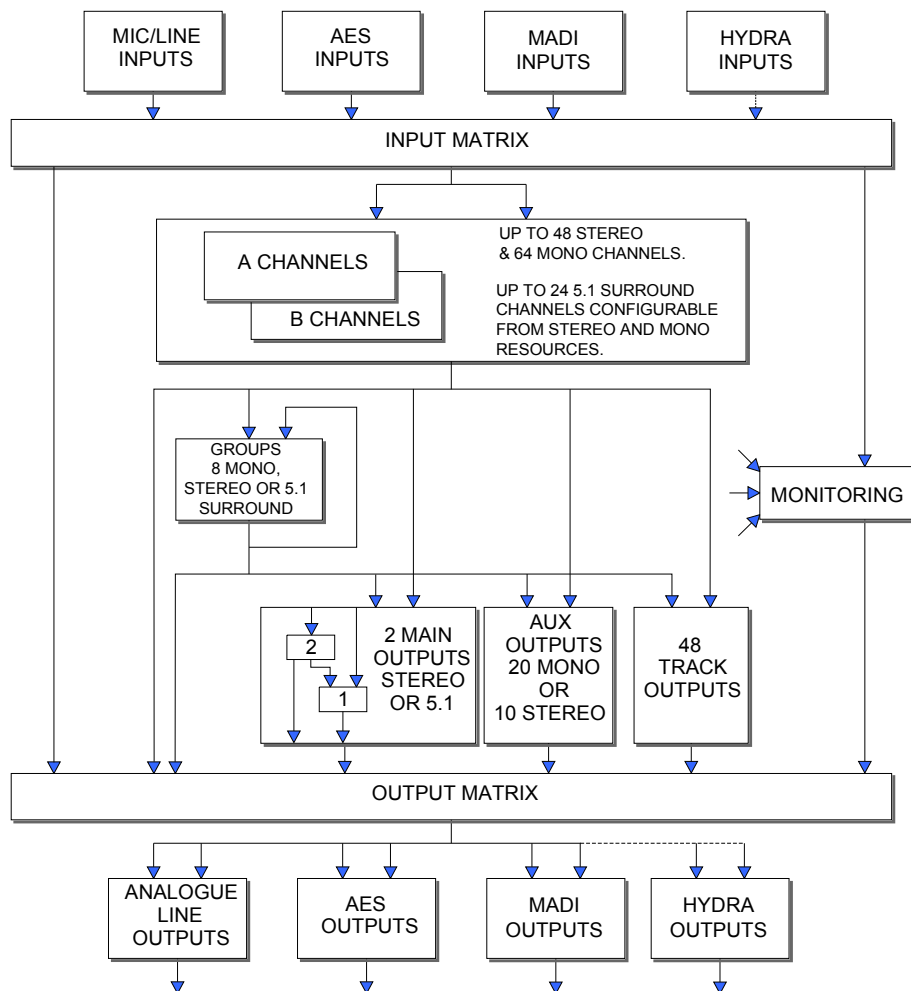 MIC/LINE
INPUTS
AES
INPUTS
MADI
INPUTS
HYDRA
INPUTS
INPUT MATRIX
A CHANNELS
B CHANNELS
UP TO 48 STEREO
& 64 MONO CHANNELS.
UP TO 24 5.1 SURROUND
CHANNELS CONFIGURABLE
FROM STEREO AND MONO
RESOURCES.
GROUPS
8 MONO,
STEREO OR 5.1
SURROUND
MONITORING
2
1
2 MAIN
OUTPUTS
STEREO
OR 5.1
AUX
OUTPUTS
20 MONO
OR
10 STEREO
48
TRACK
OUTPUTS
OUTPUT MATRIX
ANALOGUE
LINE
OUTPUTS
AES
OUTPUTS
MADI
OUTPUTS
HYDRA
OUTPUTS